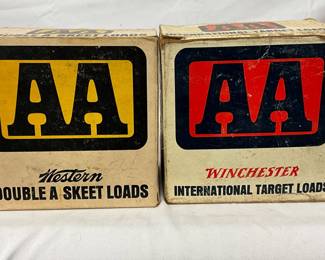 AA
Western
DOUBLE A SKEET LOADS
AA
WINCHESTER
INTERNATIONAL TARGET LOADS